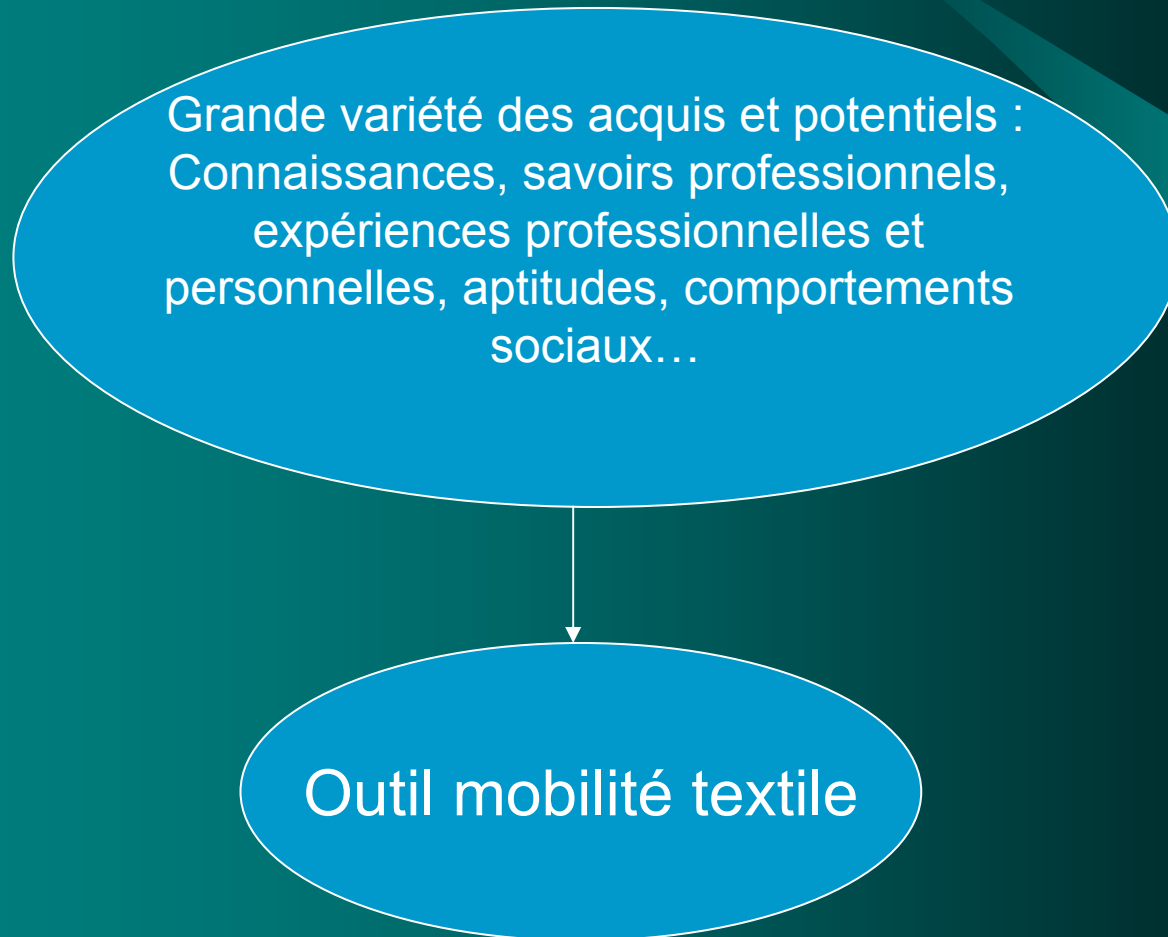 Grande variété des acquis et potentiels :
Connaissances, savoirs professionnels,
expériences professionnelles et
personnelles, aptitudes, comportements
sociaux…
Outil mobilité textile